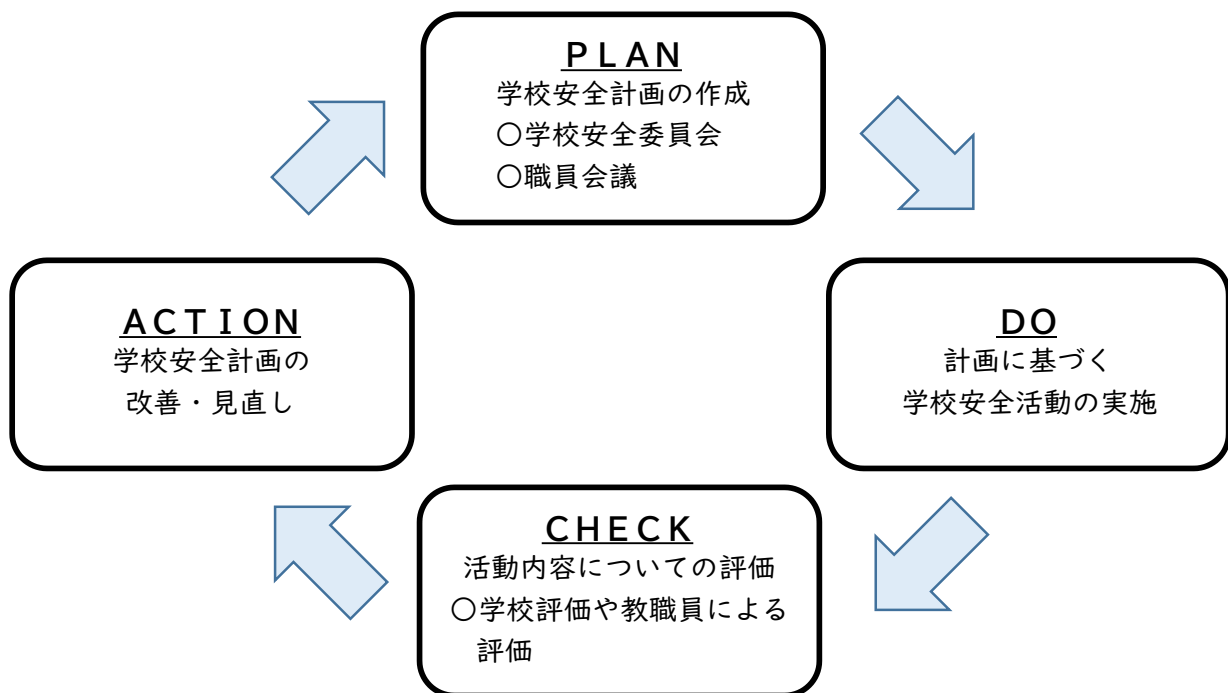 ＰＬＡＮ
学校安全計画の作成
〇学校安全委員会
〇職員会議
ＡＣＴＩＯＮ
学校安全計画の
改善・見直し
ＤＯ
計画に基づく
学校安全活動の実施
ＣＨＥＣＫ
活動内容についての評価
〇学校評価や教職員による
評価